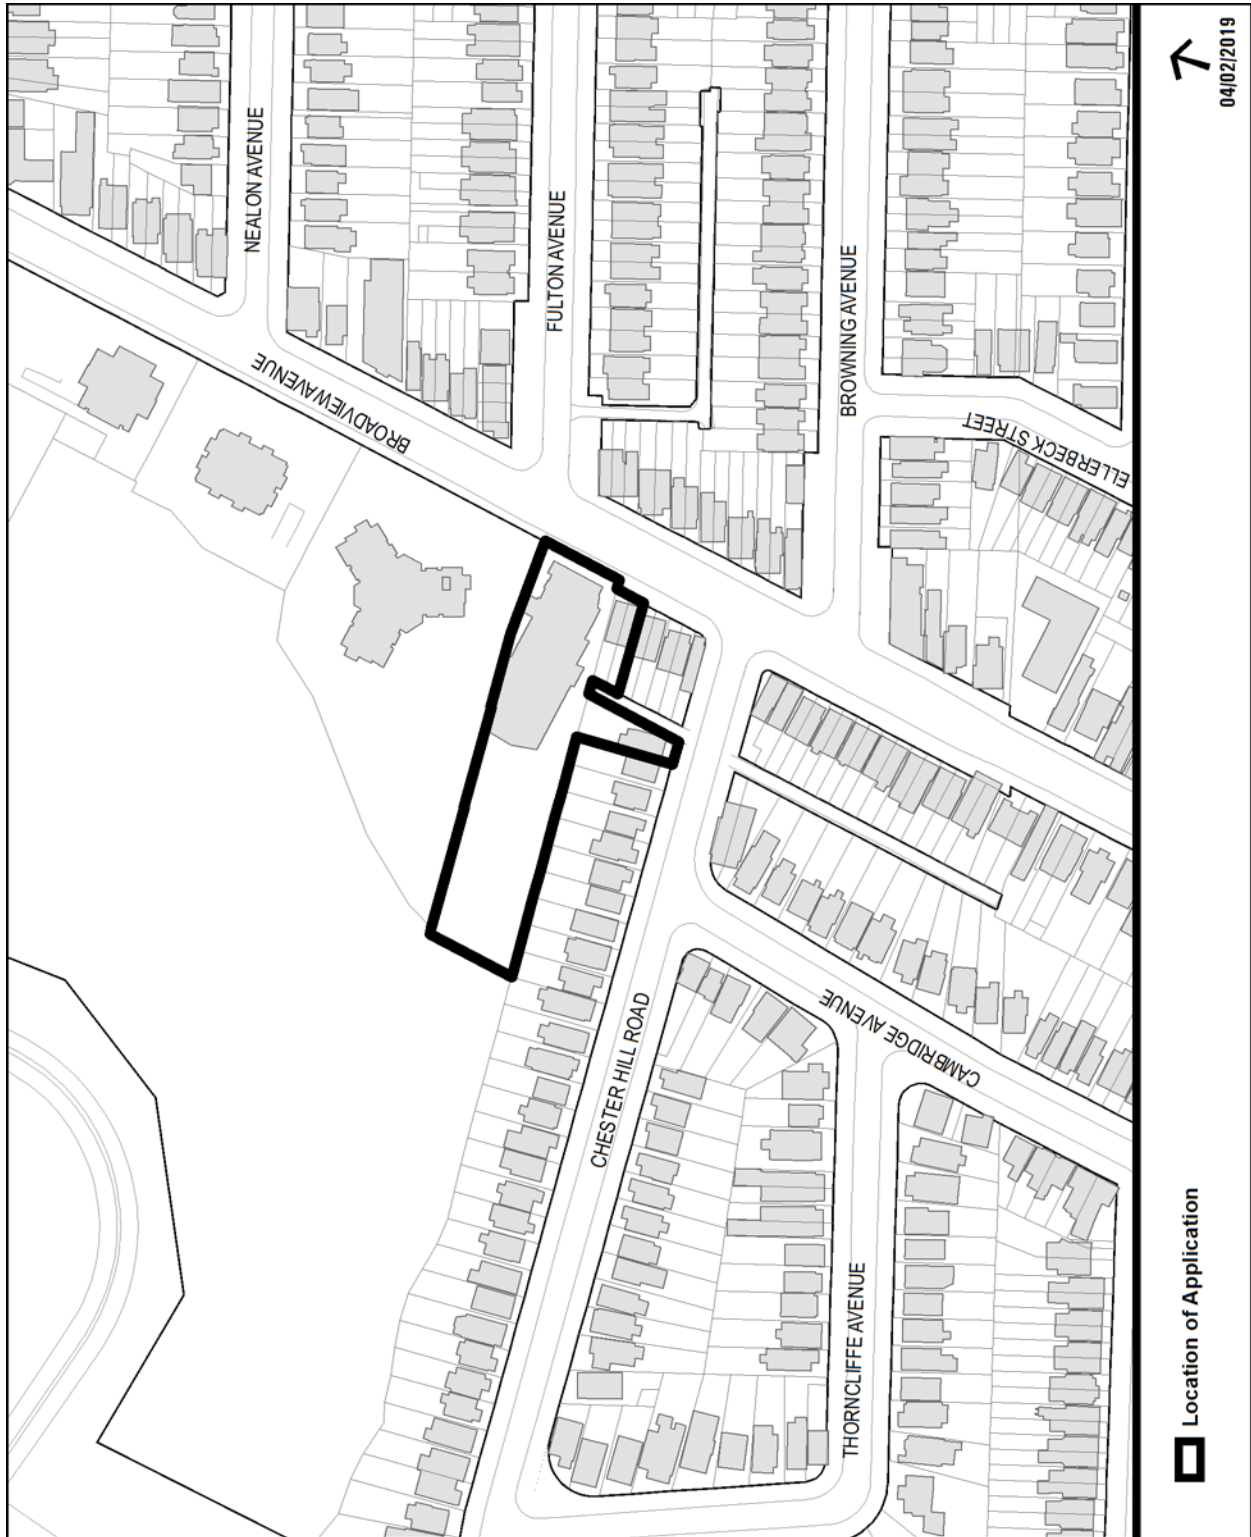 NEALON AVENUE
FULTON AVENUE
BROWNING AVENUE
BROADVIEW AVENUE
ELLERBECK STREET
CHESTER HILL ROAD
CAMBRIDGE AVENUE
THORNCLIFFE AVENUE
Location of Application
04/02/2019